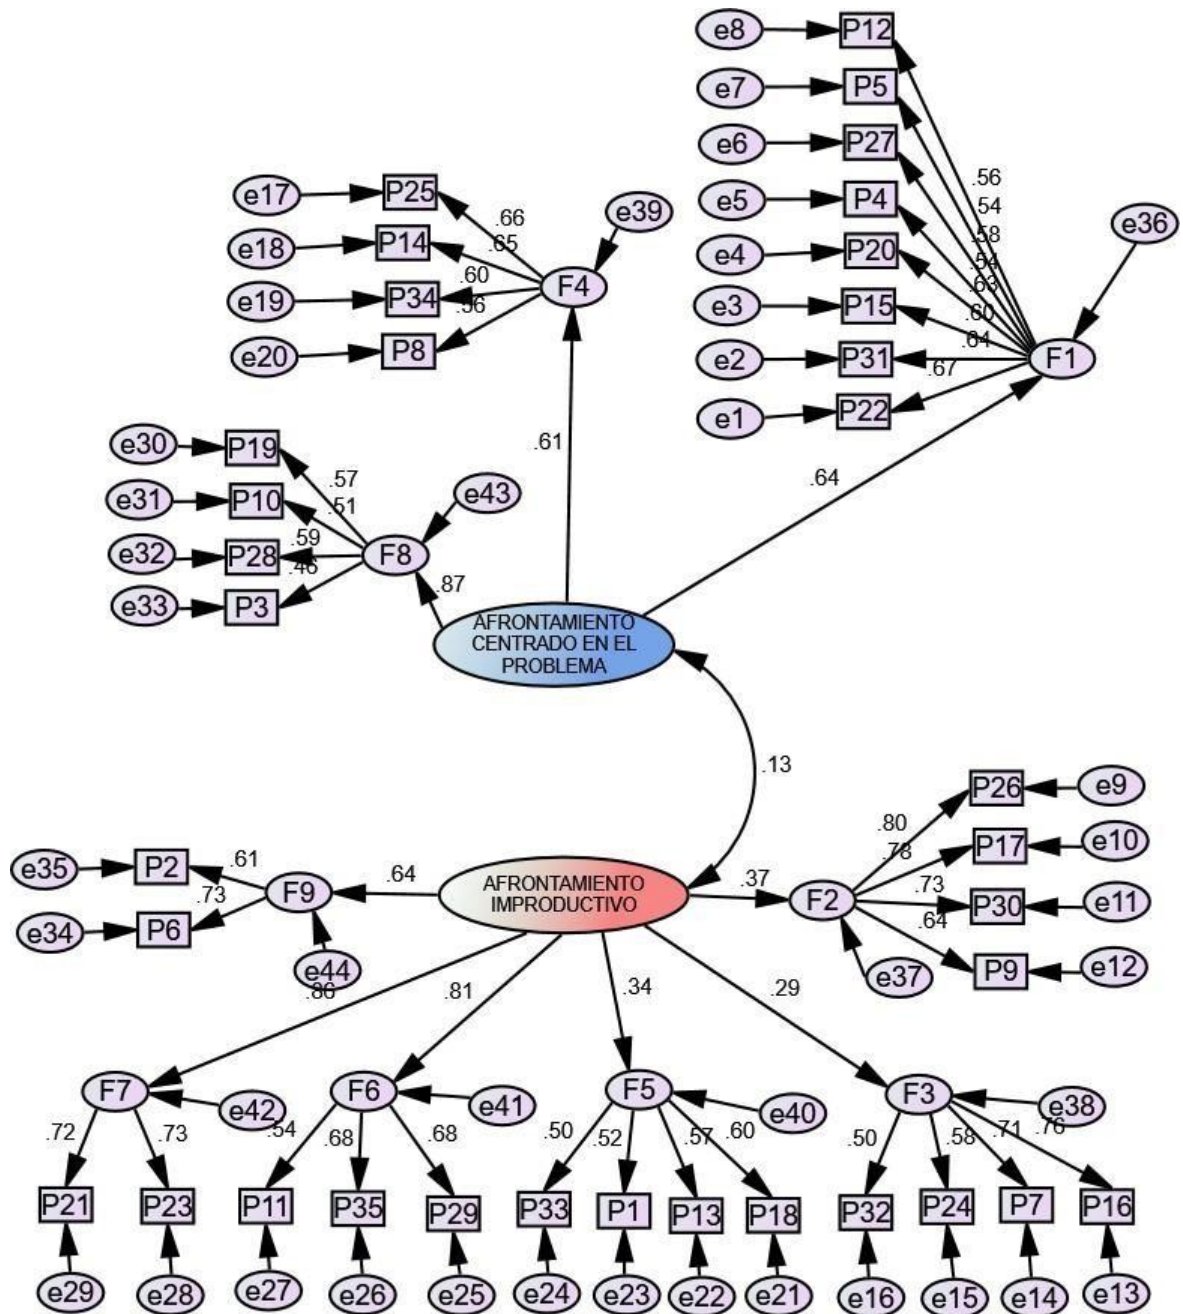 e8
P12
e7
P5
e6
P27
e5
P4
e4
P20
e3
P15
e2
P31
e1
P22
.56
.54
.58
.54
.63
.60
.64
.67
F1
e36
e17
P25
e18
P14
e19
P34
e20
P8
.66
.65
.60
.56
F4
e39
.61
.64
e30
P19
e31
P10
e32
P28
e33
P3
.57
.51
.59
.46
F8
e43
.87
AFRONTAMIENTO
CENTRADO EN EL
PROBLEMA
.13
e35
P2
e34
P6
.61
.73
F9
e44
.64
AFRONTAMIENTO
IMPRODUCTIVO
.37
F2
e37
.80
.78
.73
.64
P26
e9
P17
e10
P30
e11
P9
e12
.86
.81
.34
.29
F7
e42
F6
e41
F5
e40
F3
e38
.72
.73
.54
.68
.68
.50
.52
.57
.60
.50
.58
.71
.76
P21
P23
P11
P35
P29
P33
P1
P13
P18
P32
P24
P7
P16
e29
e28
e27
e26
e25
e24
e23
e22
e21
e16
e15
e14
e13